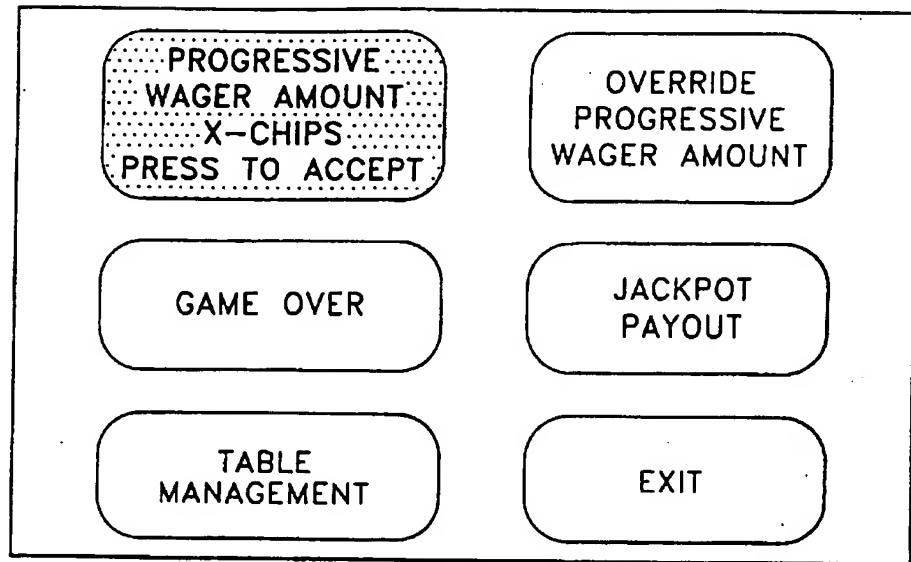 PROGRESSIVE
WAGER AMOUNT
X-CHIPS
PRESS TO ACCEPT
OVERRIDE
PROGRESSIVE
WAGER AMOUNT
GAME OVER
JACKPOT
PAYOUT
TABLE
MANAGEMENT
EXIT